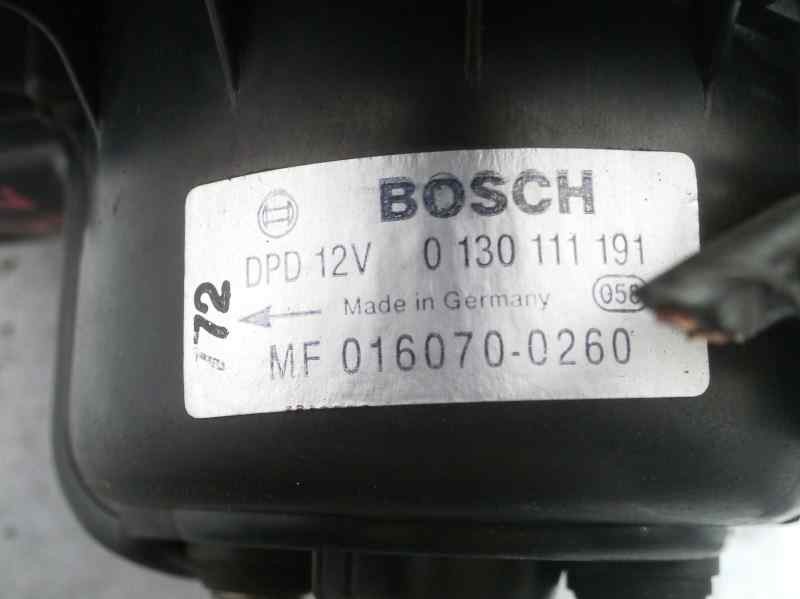 BOSCH
DPD 12V 0 130 111 191
Made in Germany 058
MF 016070-0260
72